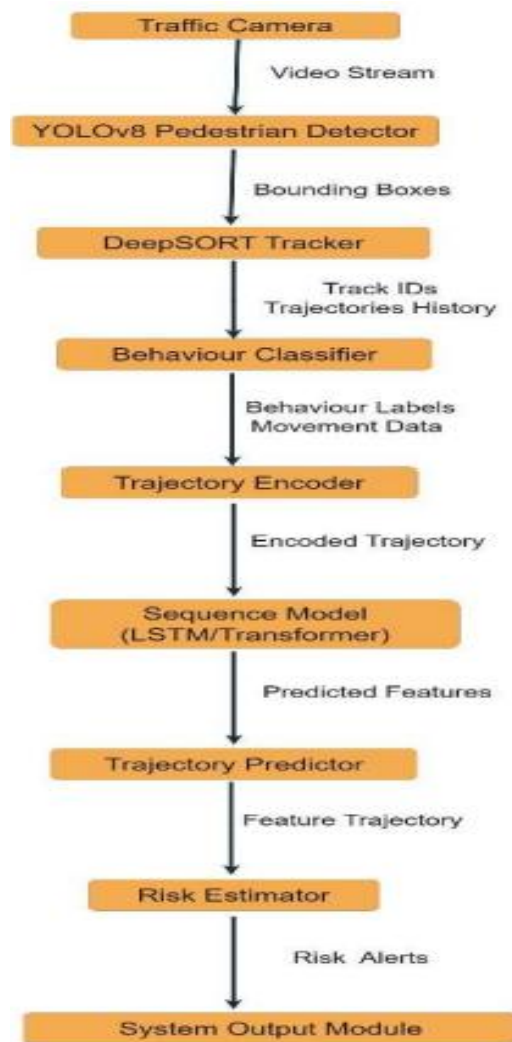 Traffic Camera
Video Stream
YOLOv8 Pedestrian Detector
Bounding Boxes
DeepSORT Tracker
Track IDs
Trajectories History
Behaviour Classifier
Behaviour Labels
Movement Data
Trajectory Encoder
Encoded Trajectory
Sequence Model
(LSTM/Transformer)
Predicted Features
Trajectory Predictor
Feature Trajectory
Risk Estimator
Risk Alerts
System Output Module